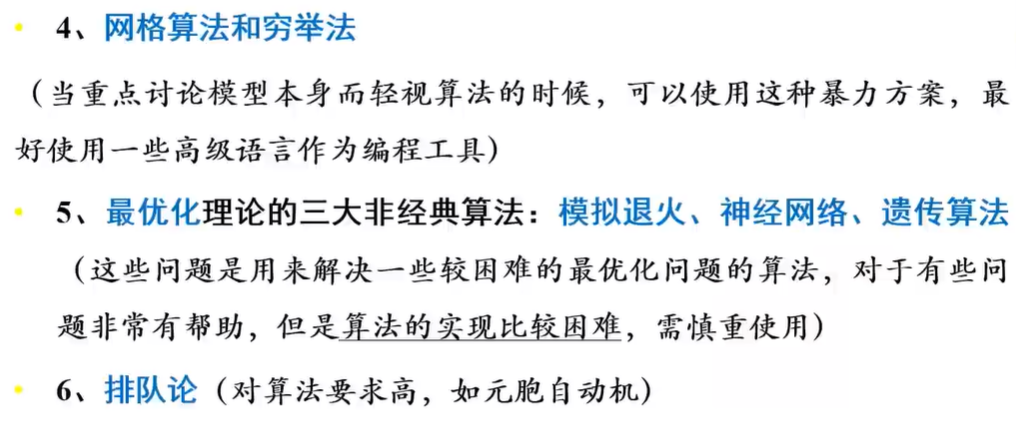 • 4、网格算法和穷举法
（当重点讨论模型本身而轻视算法的时候，可以使用这种暴力方案，最
好使用一些高级语言作为编程工具）
• 5、最优化理论的三大非经典算法：模拟退火、神经网络、遗传算法
（这些问题是用来解决一些较困难的最优化问题的算法，对于有些问
题非常有帮助，但是算法的实现比较困难，需慎重使用）
• 6、排队论（对算法要求高，如元胞自动机）